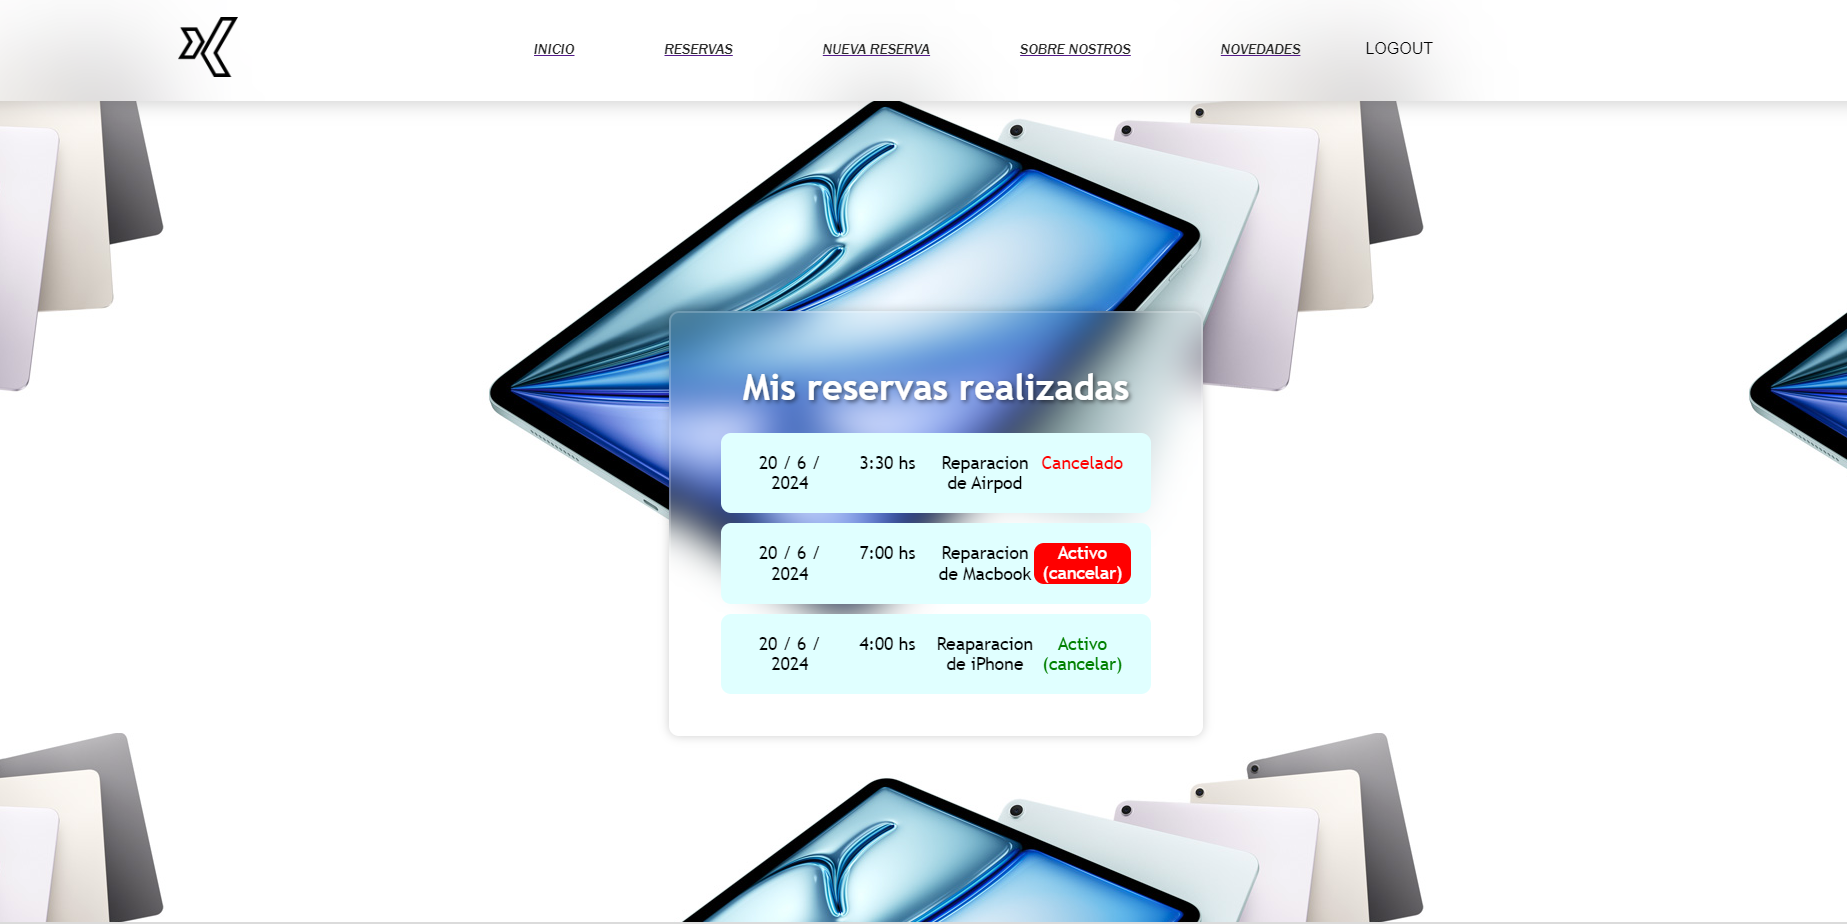 INICIO RESERVAS NUEVA RESERVA SOBRE NOSTROS NOVEDADES LOGOUT
Mis reservas realizadas
20 / 6 / 3:30 hs Reparacion Cancelado
2024 de Airpod
20 / 6 / 7:00 hs Reparacion Activo
2024 de Macbook (cancelar)
20 / 6 / 4:00 hs Reaparacion Activo
2024 de iPhone (cancelar)